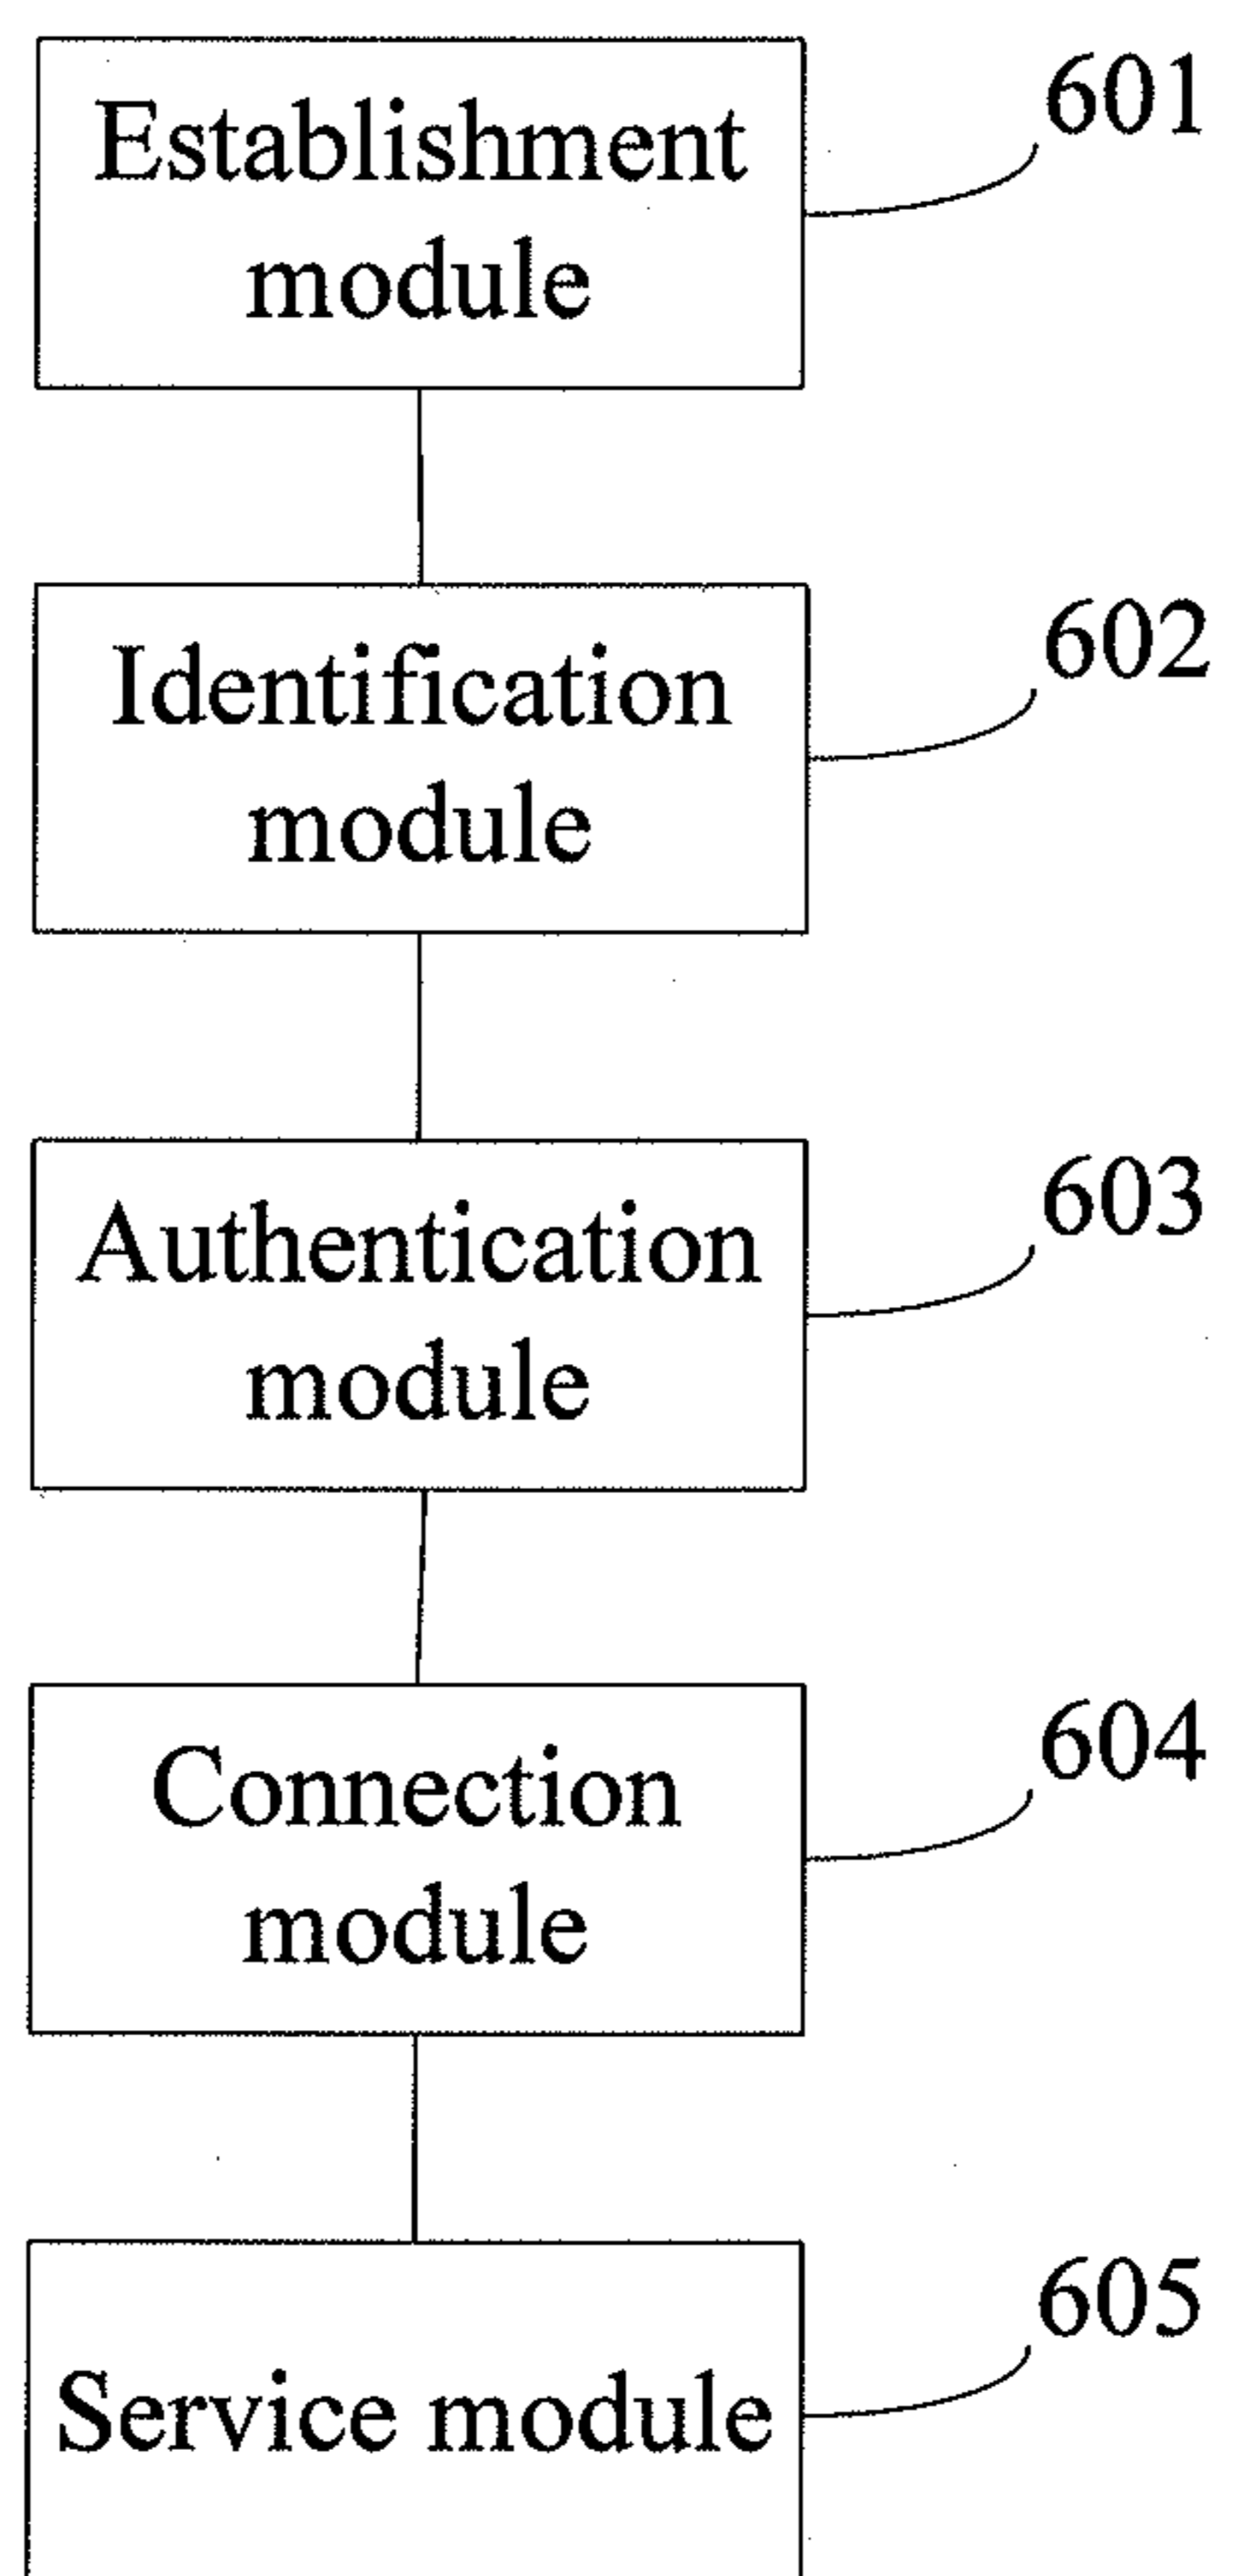 Establishment
module
601
Identification
module
602
Authentication
module
603
Connection
module
604
Service module
605